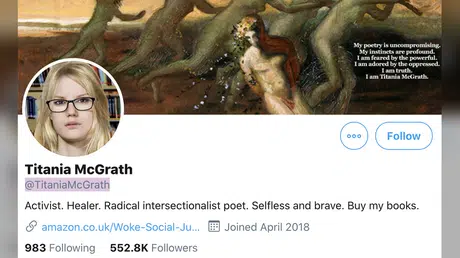 My poetry is uncompromising.
My instincts are profound.
I am feared by the powerful.
I am adored by the oppressed.
I am truth.
I am Titania McGrath.
Follow
Titania McGrath
@TitaniaMcGrath
Activist. Healer. Radical intersectionalist poet. Selfless and brave. Buy my books.
amazon.co.uk/Woke-Social-Ju... Joined April 2018
983 Following 552.8K Followers